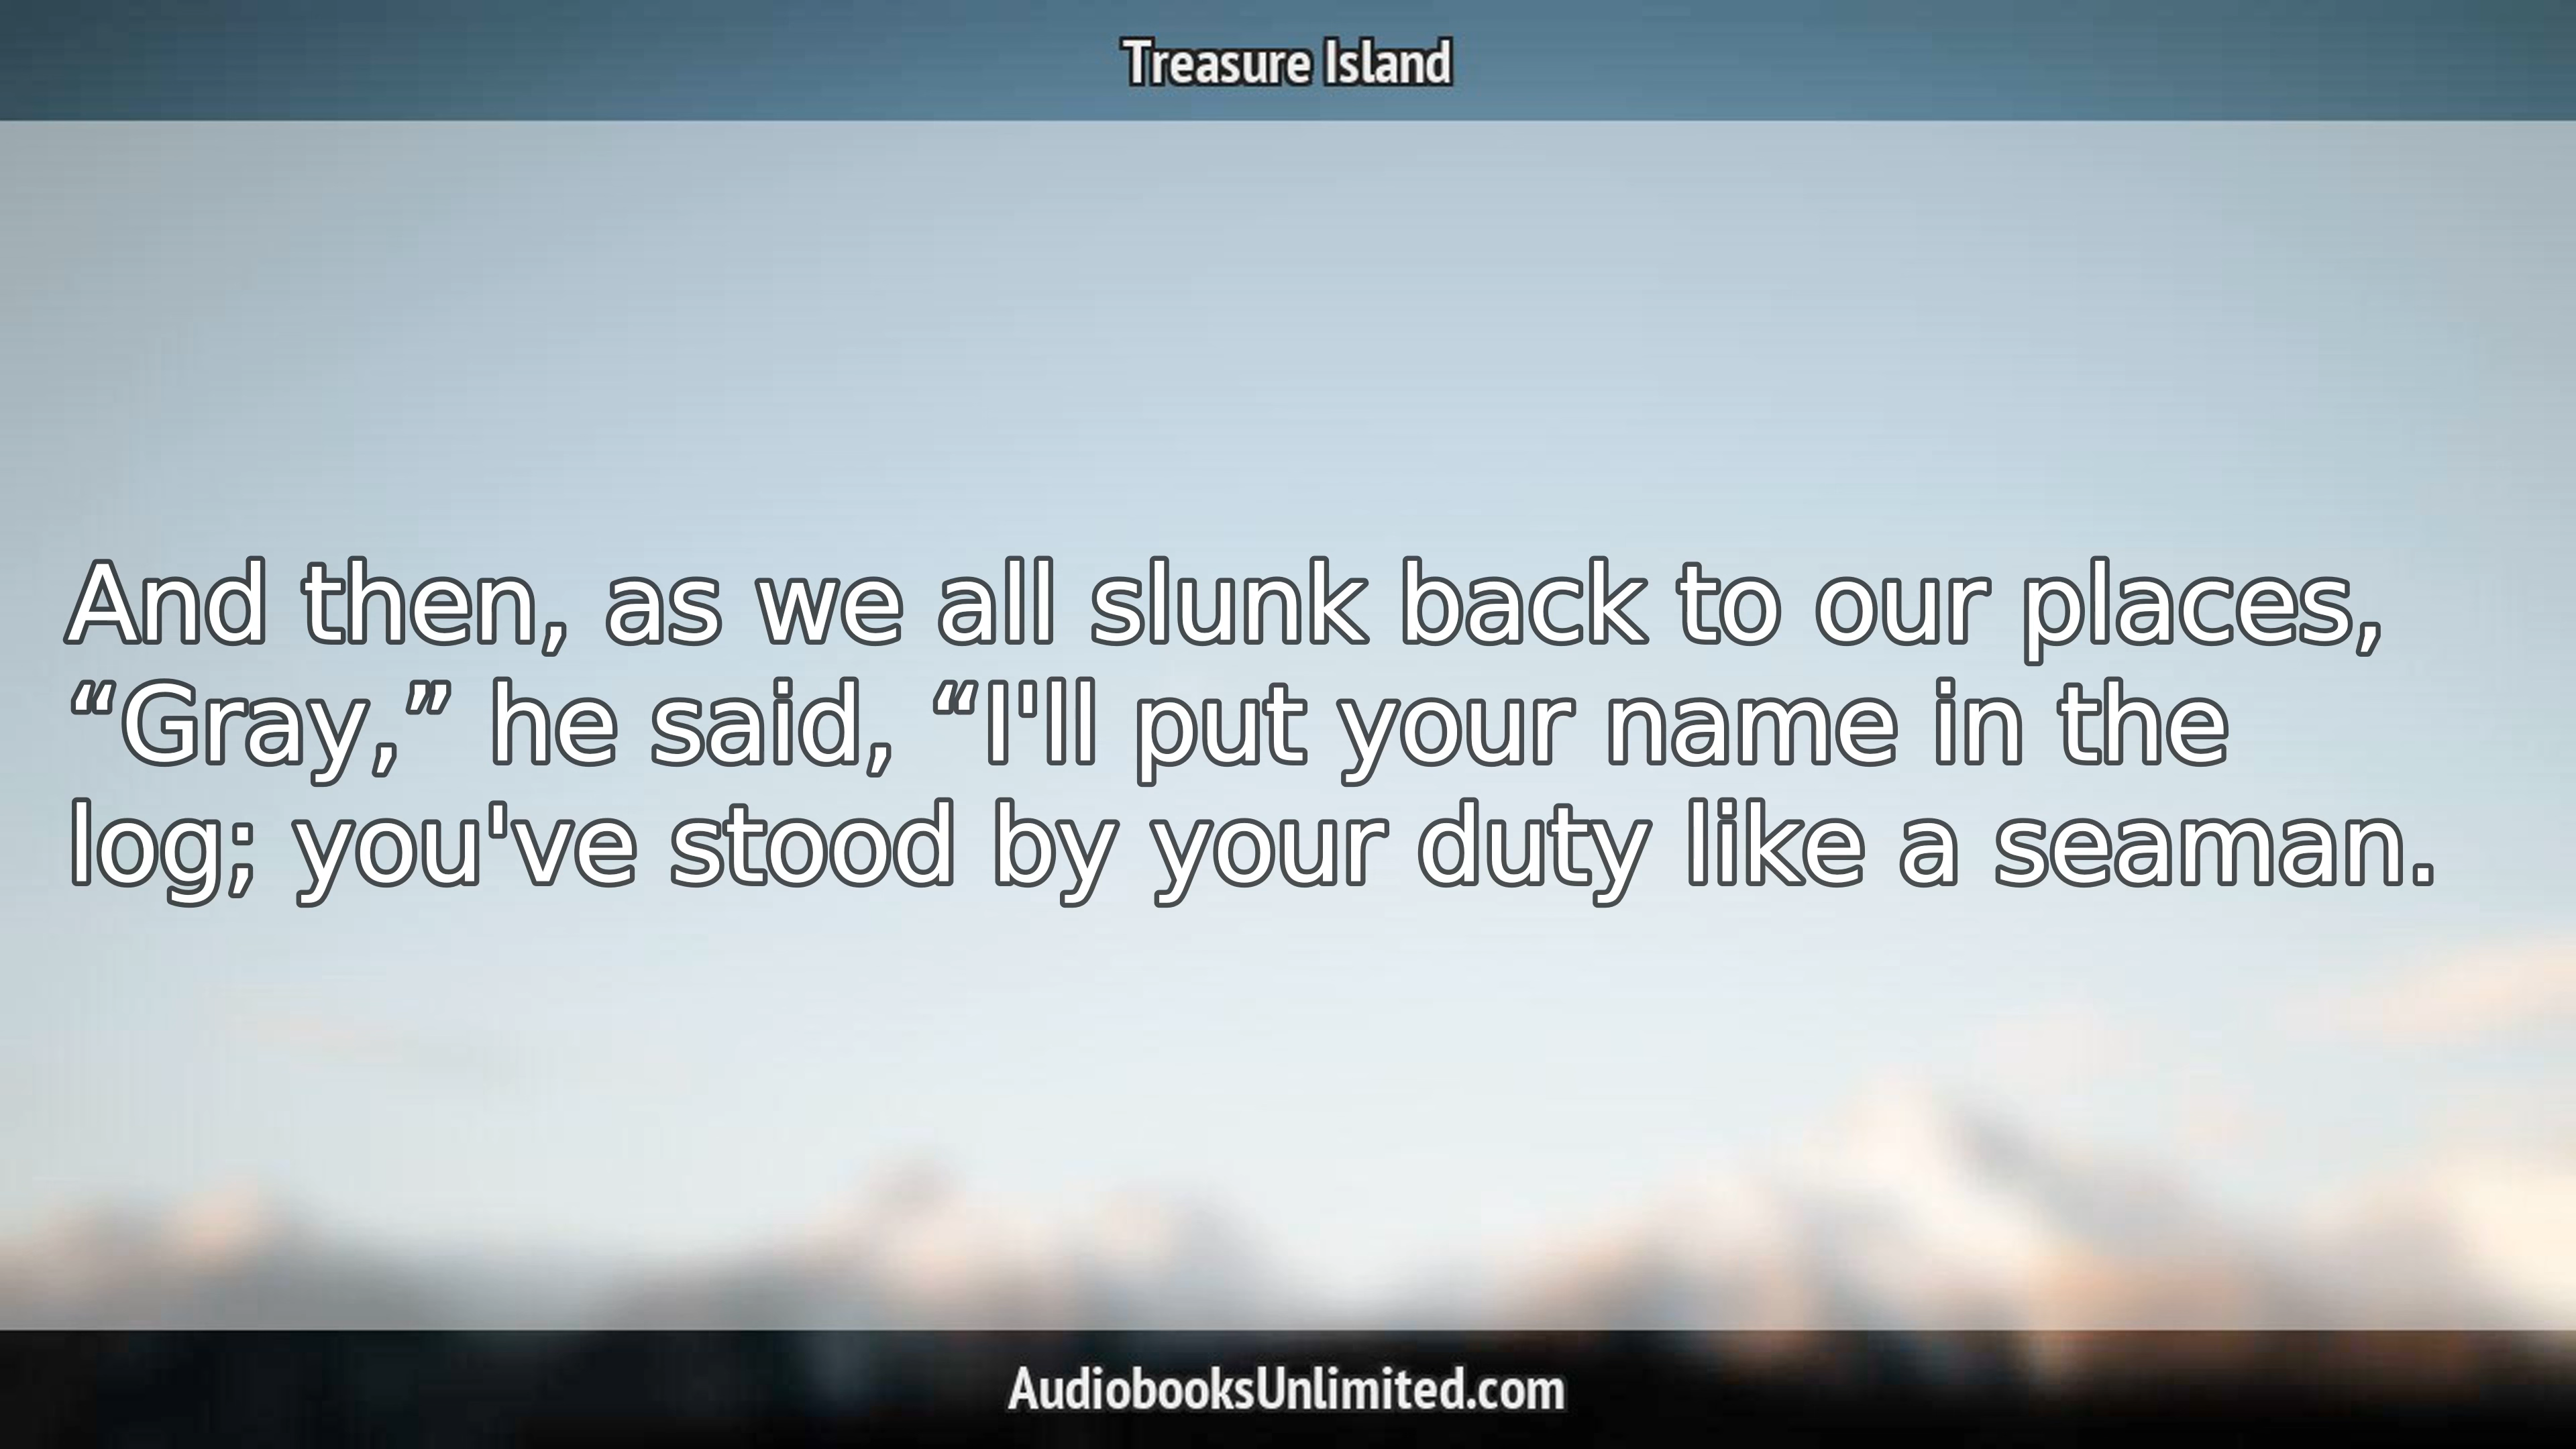 Treasure Island
And then, as we all slunk back to our places,
“Gray,” he said, “I'll put your name in the
log; you've stood by your duty like a seaman.
AudiobooksUnlimited.com